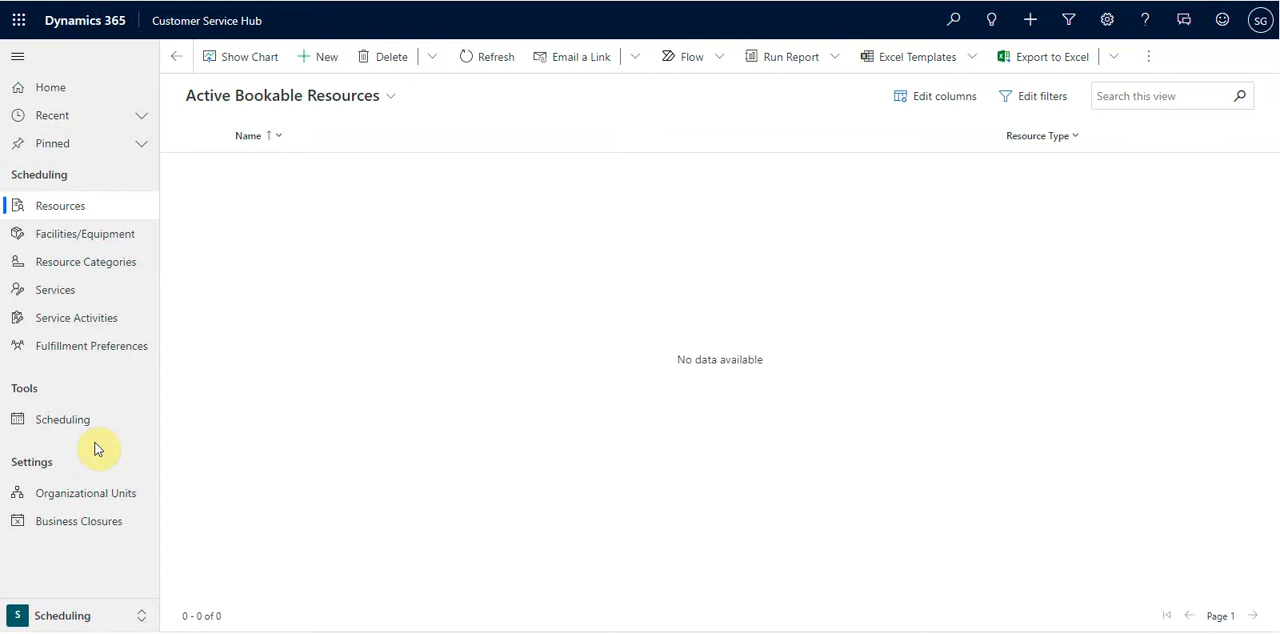 Dynamics 365 Customer Service Hub SG
Show Chart New Delete Refresh Email a Link Flow Run Report Excel Templates Export to Excel
Home
Recent
Pinned
Scheduling
Resources
Facilities/Equipment
Resource Categories
Services
Service Activities
Fulfillment Preferences
Tools
Scheduling
Settings
Organizational Units
Business Closures
S Scheduling
Active Bookable Resources Edit columns Edit filters Search this view
Name Resource Type
No data available
0 - 0 of 0 Page 1